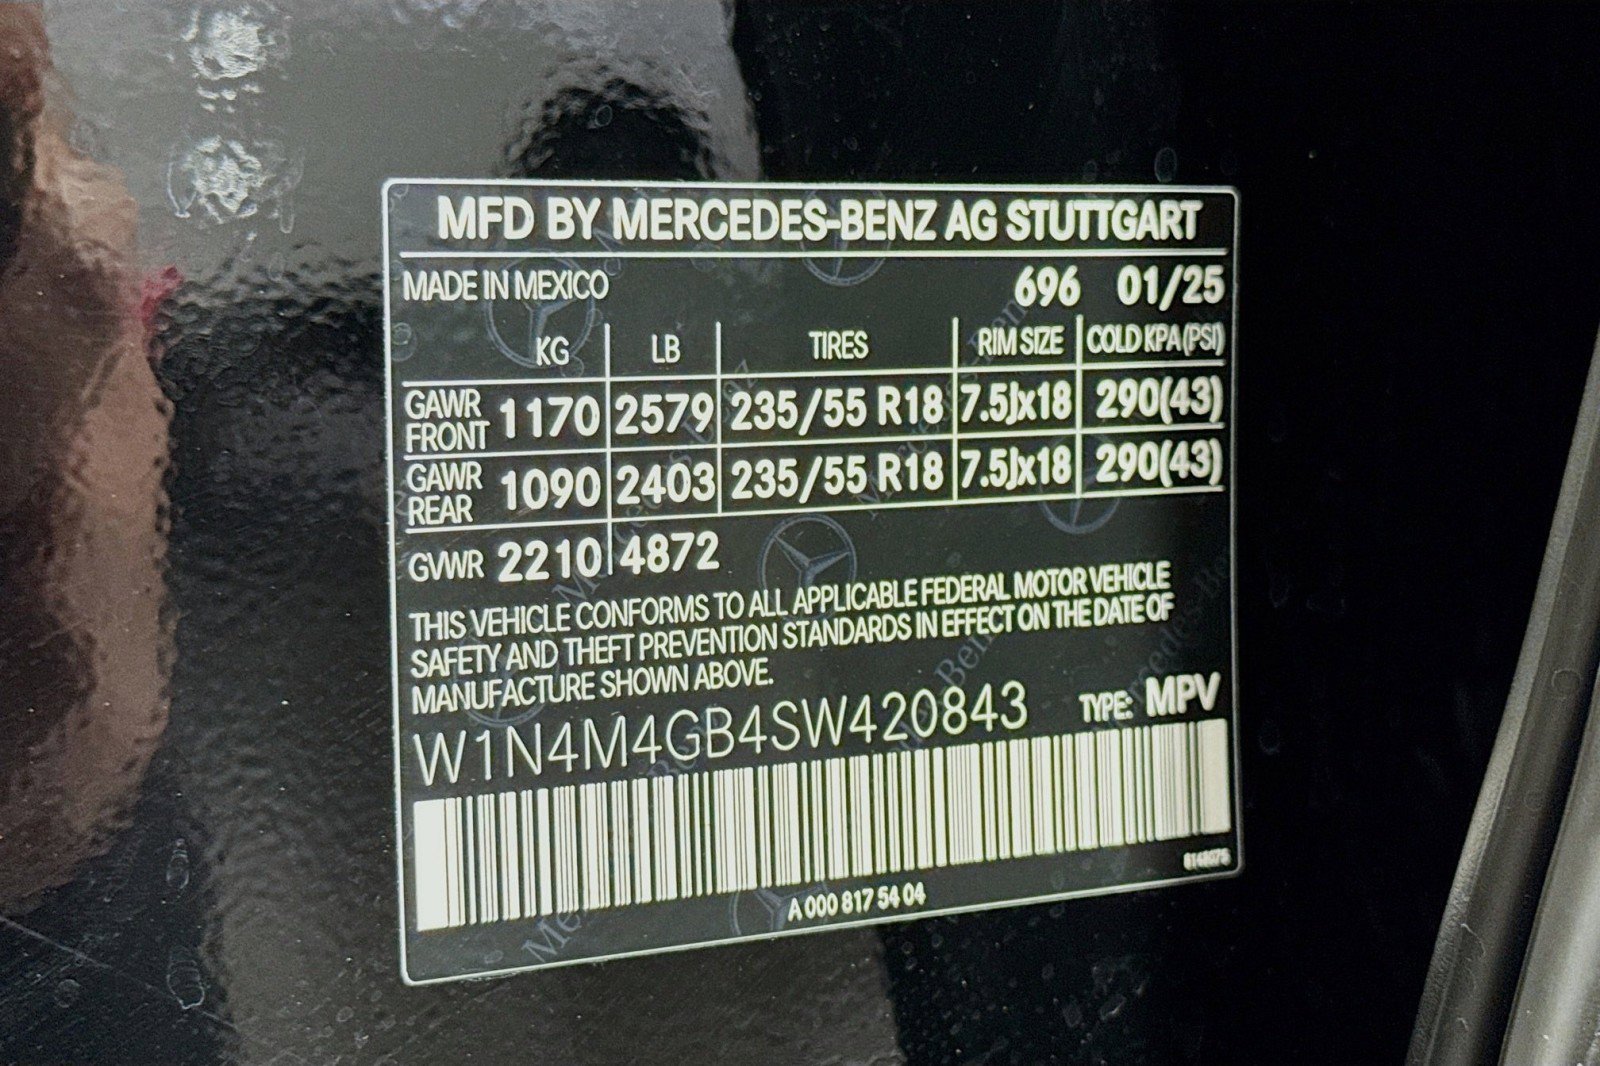 MFD BY MERCEDES-BENZ AG STUTTGART
MADE IN MEXICO 696 01/25
KG LB TIRES RIM SIZE COLD KPA(PSI)
GAWR FRONT 1170 2579 235/55 R18 7.5Jx18 290(43)
GAWR REAR 1090 2403 235/55 R18 7.5Jx18 290(43)
GVWR 2210 4872
THIS VEHICLE CONFORMS TO ALL APPLICABLE FEDERAL MOTOR VEHICLE
SAFETY AND THEFT PREVENTION STANDARDS IN EFFECT ON THE DATE OF
MANUFACTURE SHOWN ABOVE.
W1N4M4GB4SW420843 TYPE: MPV
A 000 817 54 04